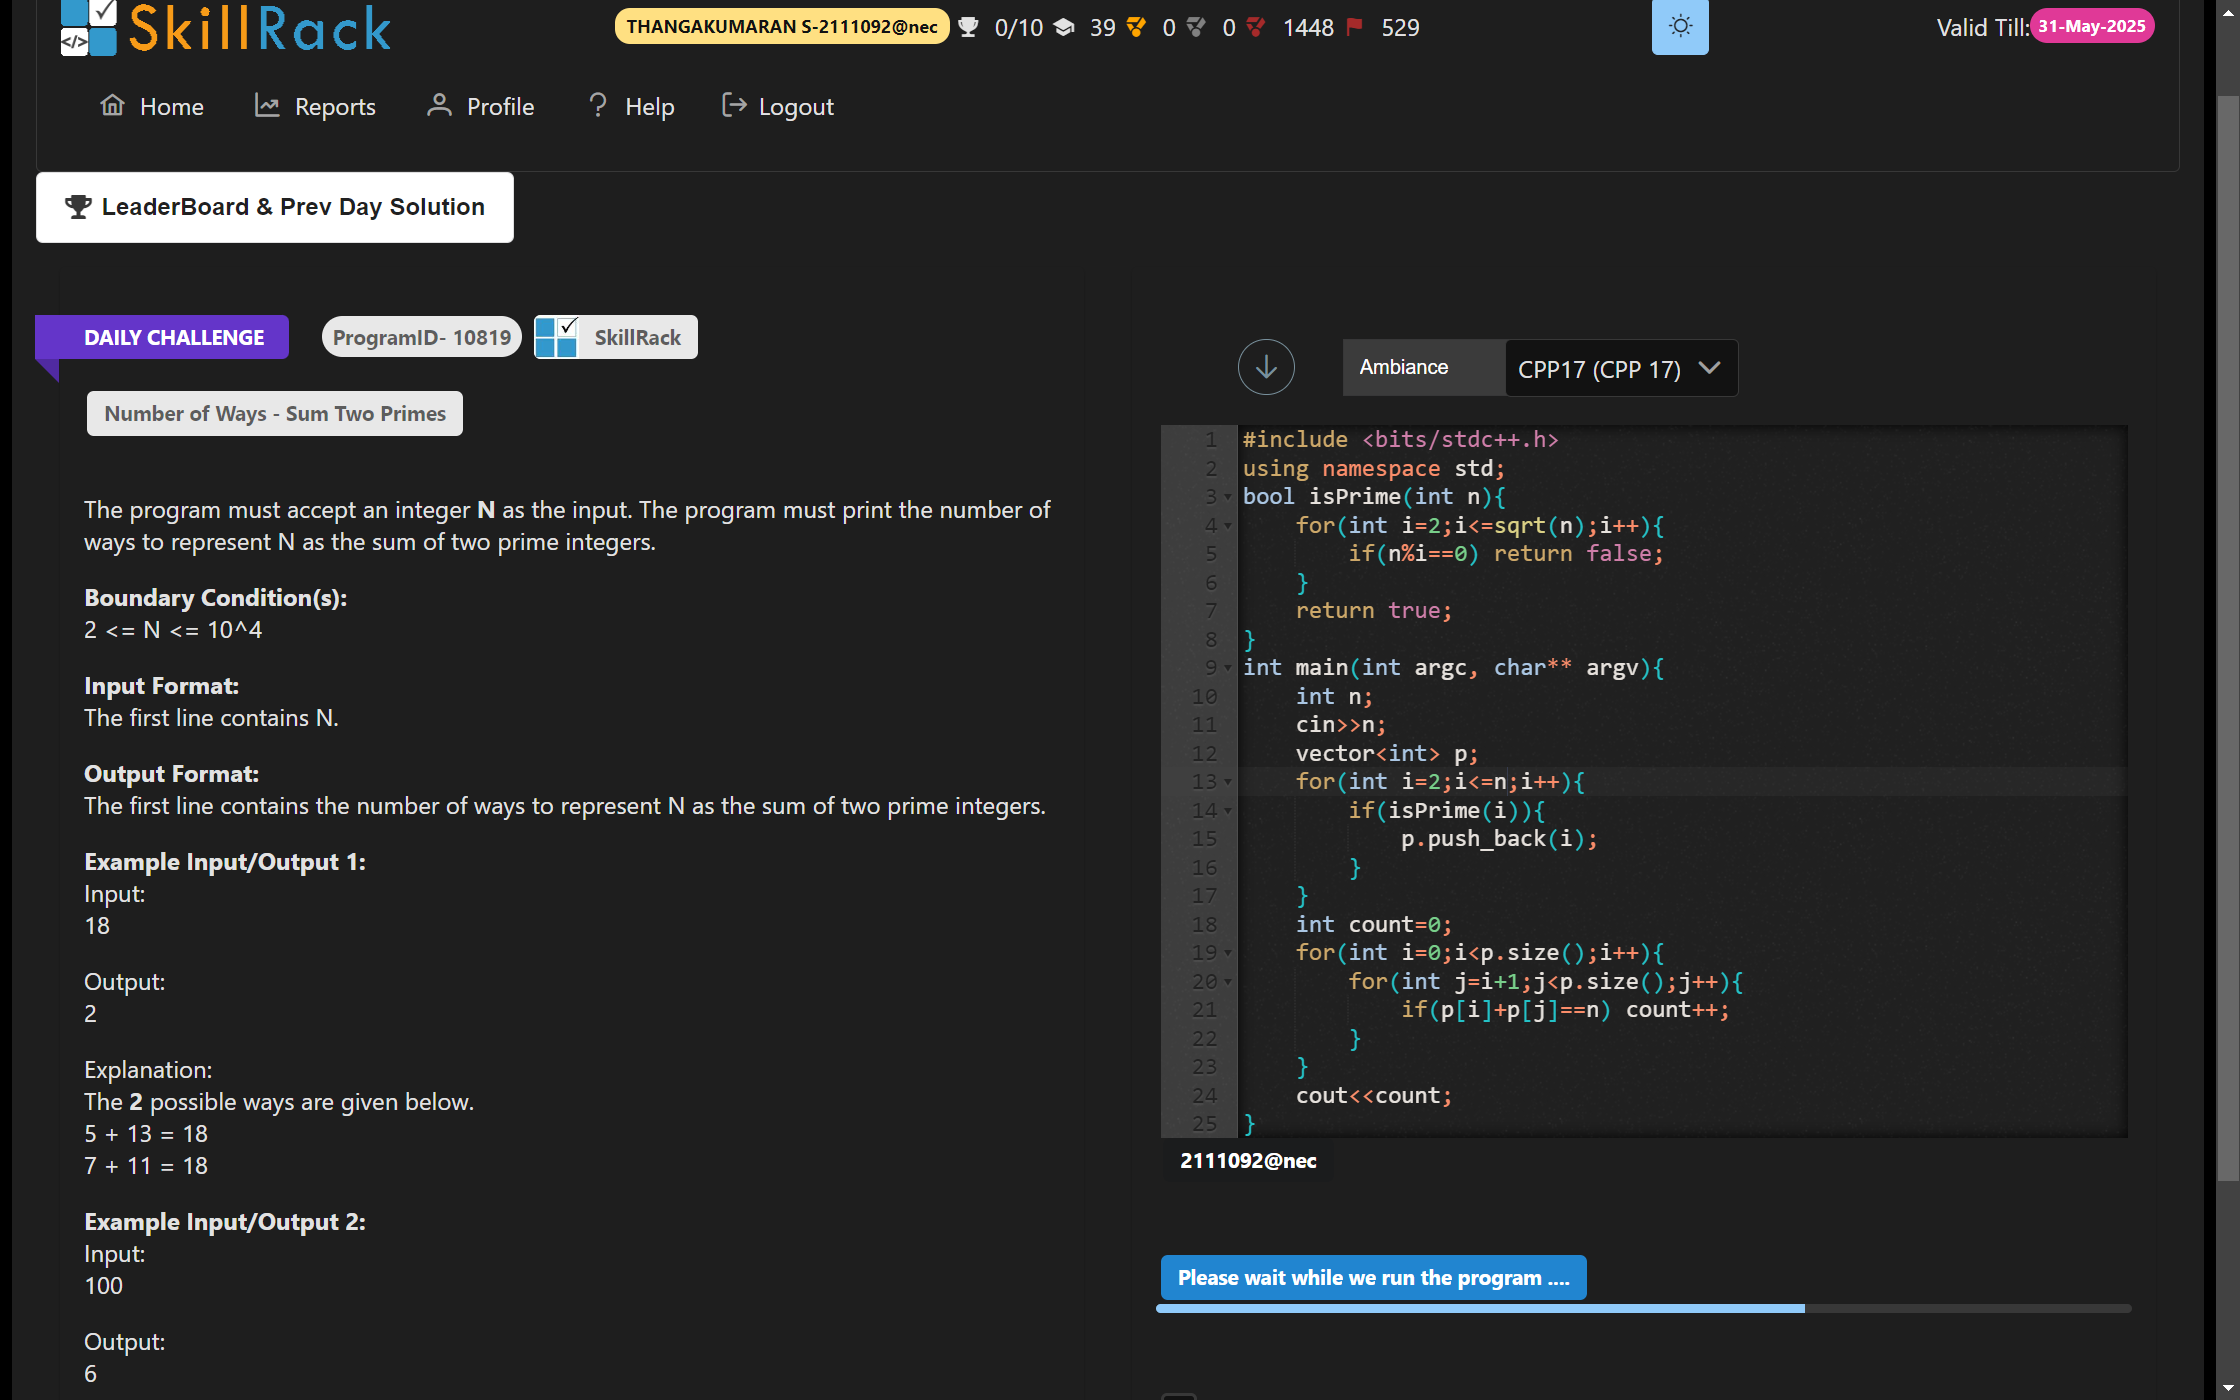 SkillRack
THANGAKUMARAN S-2111092@nec 0/10 39 0 0 1448 529
Valid Till: 31-May-2025
Home Reports Profile ? Help Logout
LeaderBoard & Prev Day Solution
DAILY CHALLENGE ProgramID- 10819 SkillRack
Number of Ways - Sum Two Primes
The program must accept an integer N as the input. The program must print the number of
ways to represent N as the sum of two prime integers.
Boundary Condition(s):
2 <= N <= 10^4
Input Format:
The first line contains N.
Output Format:
The first line contains the number of ways to represent N as the sum of two prime integers.
Example Input/Output 1:
Input:
18
Output:
2
Explanation:
The 2 possible ways are given below.
5 + 13 = 18
7 + 11 = 18
Example Input/Output 2:
Input:
100
Output:
6
Ambiance CPP17 (CPP 17)
1 #include <bits/stdc++.h>
2 using namespace std;
3 bool isPrime(int n){
4     for(int i=2;i<=sqrt(n);i++){
5         if(n%i==0) return false;
6     }
7     return true;
8 }
9 int main(int argc, char** argv){
10     int n;
11     cin>>n;
12     vector<int> p;
13     for(int i=2;i<=n;i++){
14         if(isPrime(i)){
15             p.push_back(i);
16         }
17     }
18     int count=0;
19     for(int i=0;i<p.size();i++){
20         for(int j=i+1;j<p.size();j++){
21             if(p[i]+p[j]==n) count++;
22         }
23     }
24     cout<<count;
25 }
2111092@nec
Please wait while we run the program ....